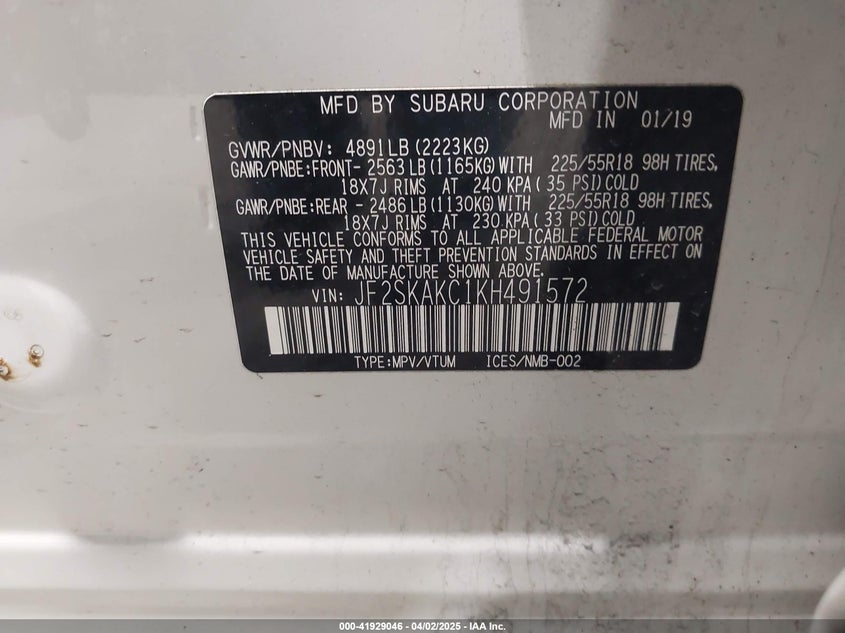 MFD BY SUBARU CORPORATION
MFD IN 01/19
GVWR/PNBV: 4891LB(2223KG)
GAWR/PNBE:FRONT- 2563LB(1165KG)WITH 225/55R18 98H TIRES,
18X7J RIMS AT 240 KPA( 35 PSI)COLD
GAWR/PNBE:REAR - 2486LB(1130KG)WITH 225/55R18 98H TIRES,
18X7J RIMS AT 230 KPA( 33 PSI)COLD
THIS VEHICLE CONFORMS TO ALL APPLICABLE FEDERAL MOTOR
VEHICLE SAFETY AND THEFT PREVENTION STANDARDS IN EFFECT ON
THE DATE OF MANUFACTURE SHOWN ABOVE.
VIN: JF2SKAKC1KH491572
TYPE:MPV/VTUM ICES/NMB-002
000-41929046 - 04/02/2025 - IAA Inc.